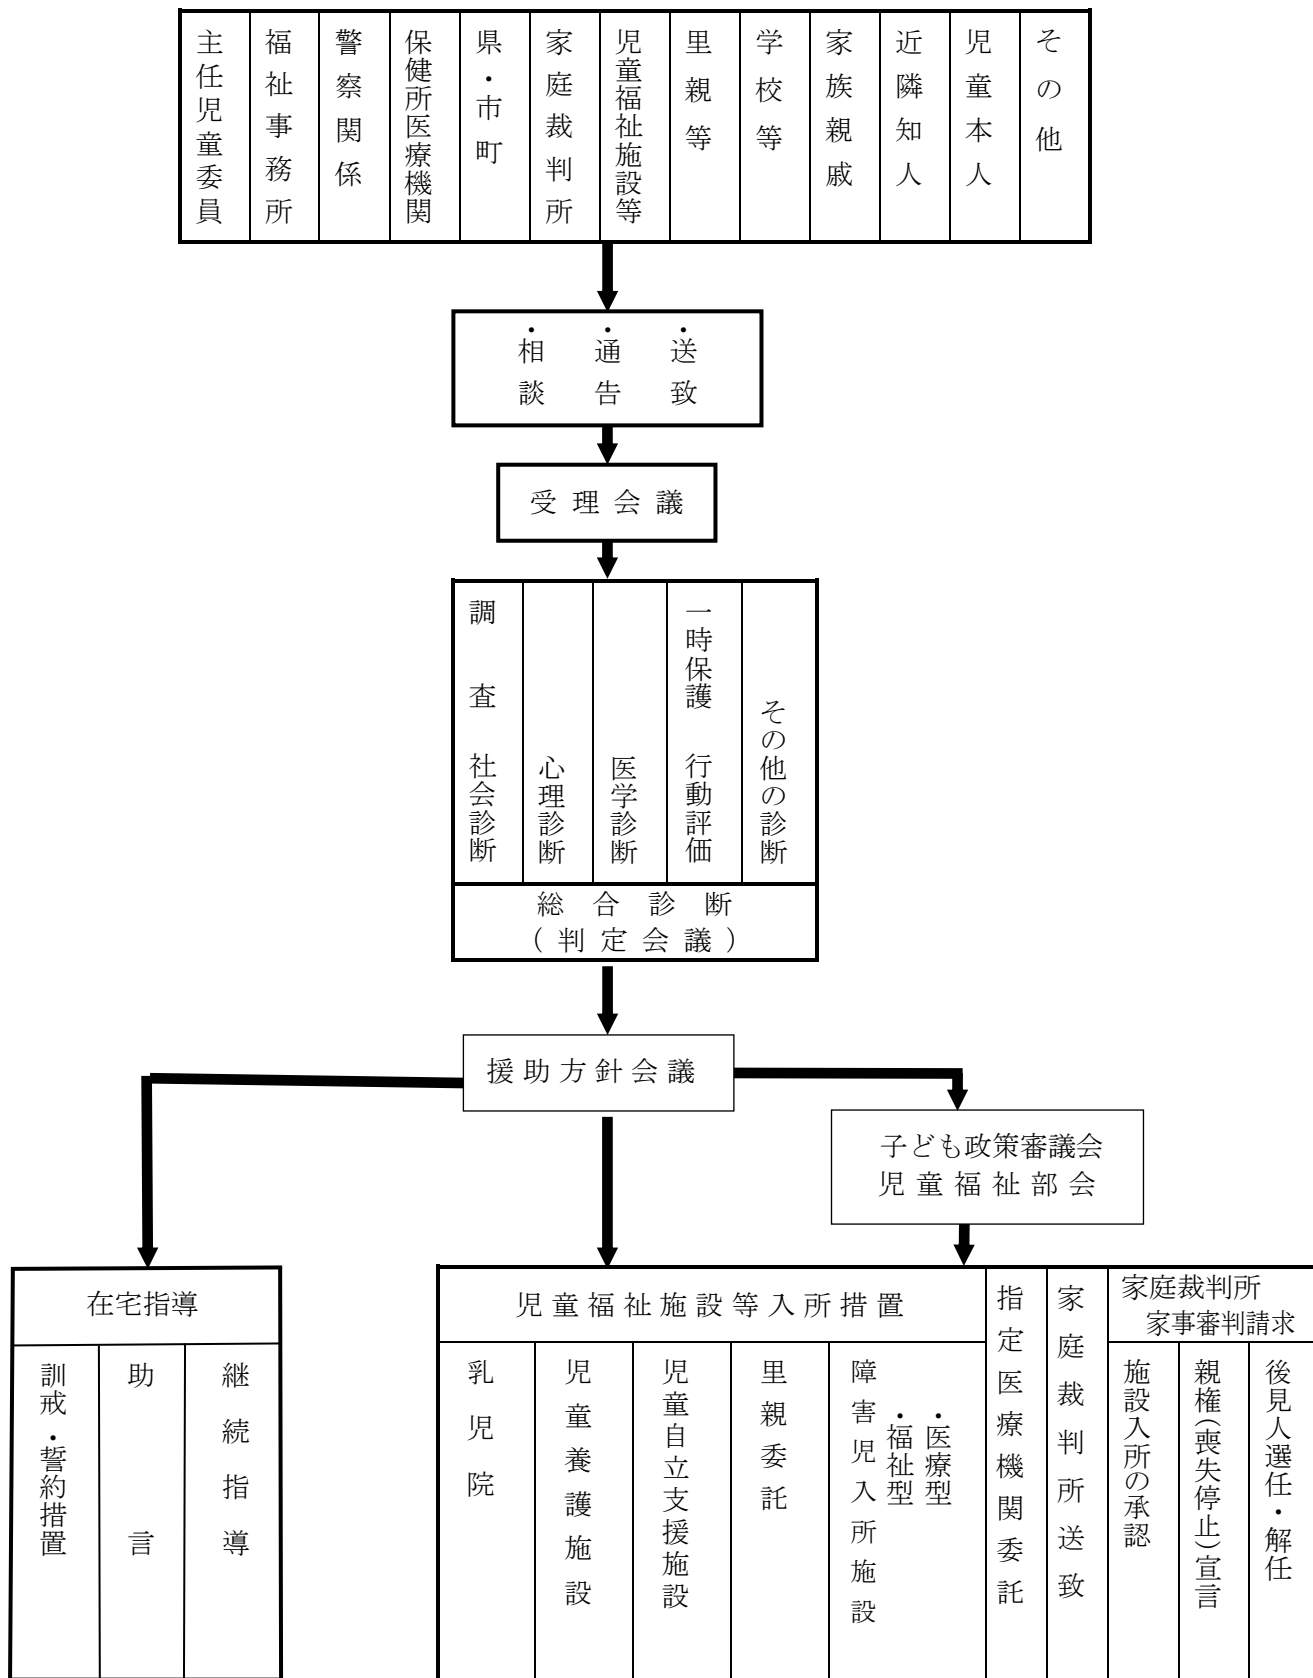 主任児童委員
福祉事務所
警察関係
保健所医療機関
県・市町
家庭裁判所
児童福祉施設等
里親等
学校等
家族親戚
近隣知人
児童本人
その他
・相談
・通告
・送致
受理会議
調査 社会診断
心理診断
医学診断
一時保護 行動評価
その他の診断
総合診断
(判定会議)
援助方針会議
子ども政策審議会
児童福祉部会
在宅指導
訓戒・誓約措置
助言
継続指導
児童福祉施設等入所措置
乳児院
児童養護施設
児童自立支援施設
里親委託
障害児入所施設
・福祉型
・医療型
指定医療機関委託
家庭裁判所送致
家庭裁判所
家事審判請求
施設入所の承認
親権(喪失停止)宣言
後見人選任・解任